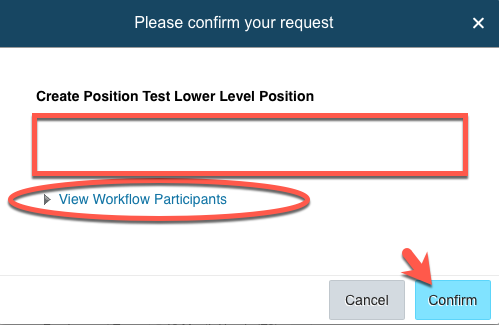 Please confirm your request
Create Position Test Lower Level Position
View Workflow Participants
Cancel Confirm